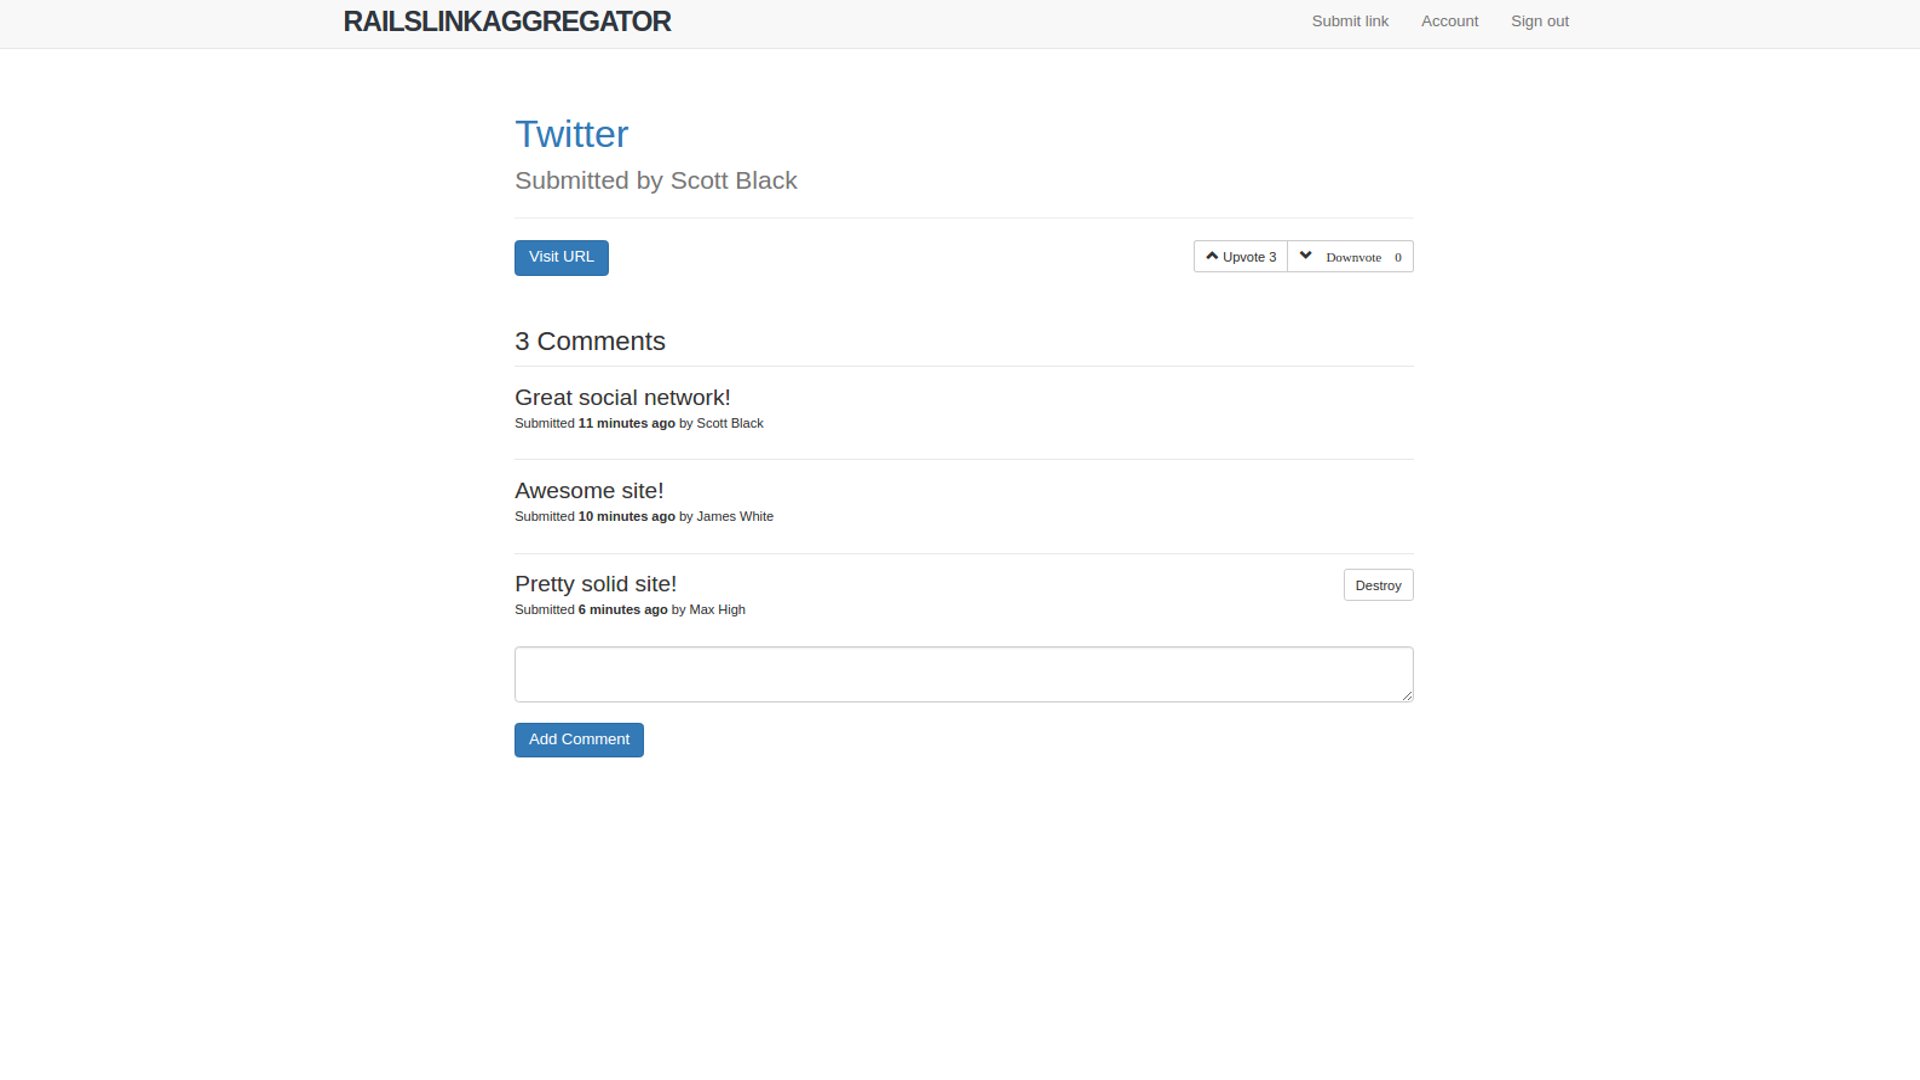 RAILSLINKAGGREGATOR Submit link Account Sign out
Twitter
Submitted by Scott Black
Visit URL Upvote 3 Downvote 0
3 Comments
Great social network!
Submitted 11 minutes ago by Scott Black
Awesome site!
Submitted 10 minutes ago by James White
Pretty solid site! Destroy
Submitted 6 minutes ago by Max High
Add Comment